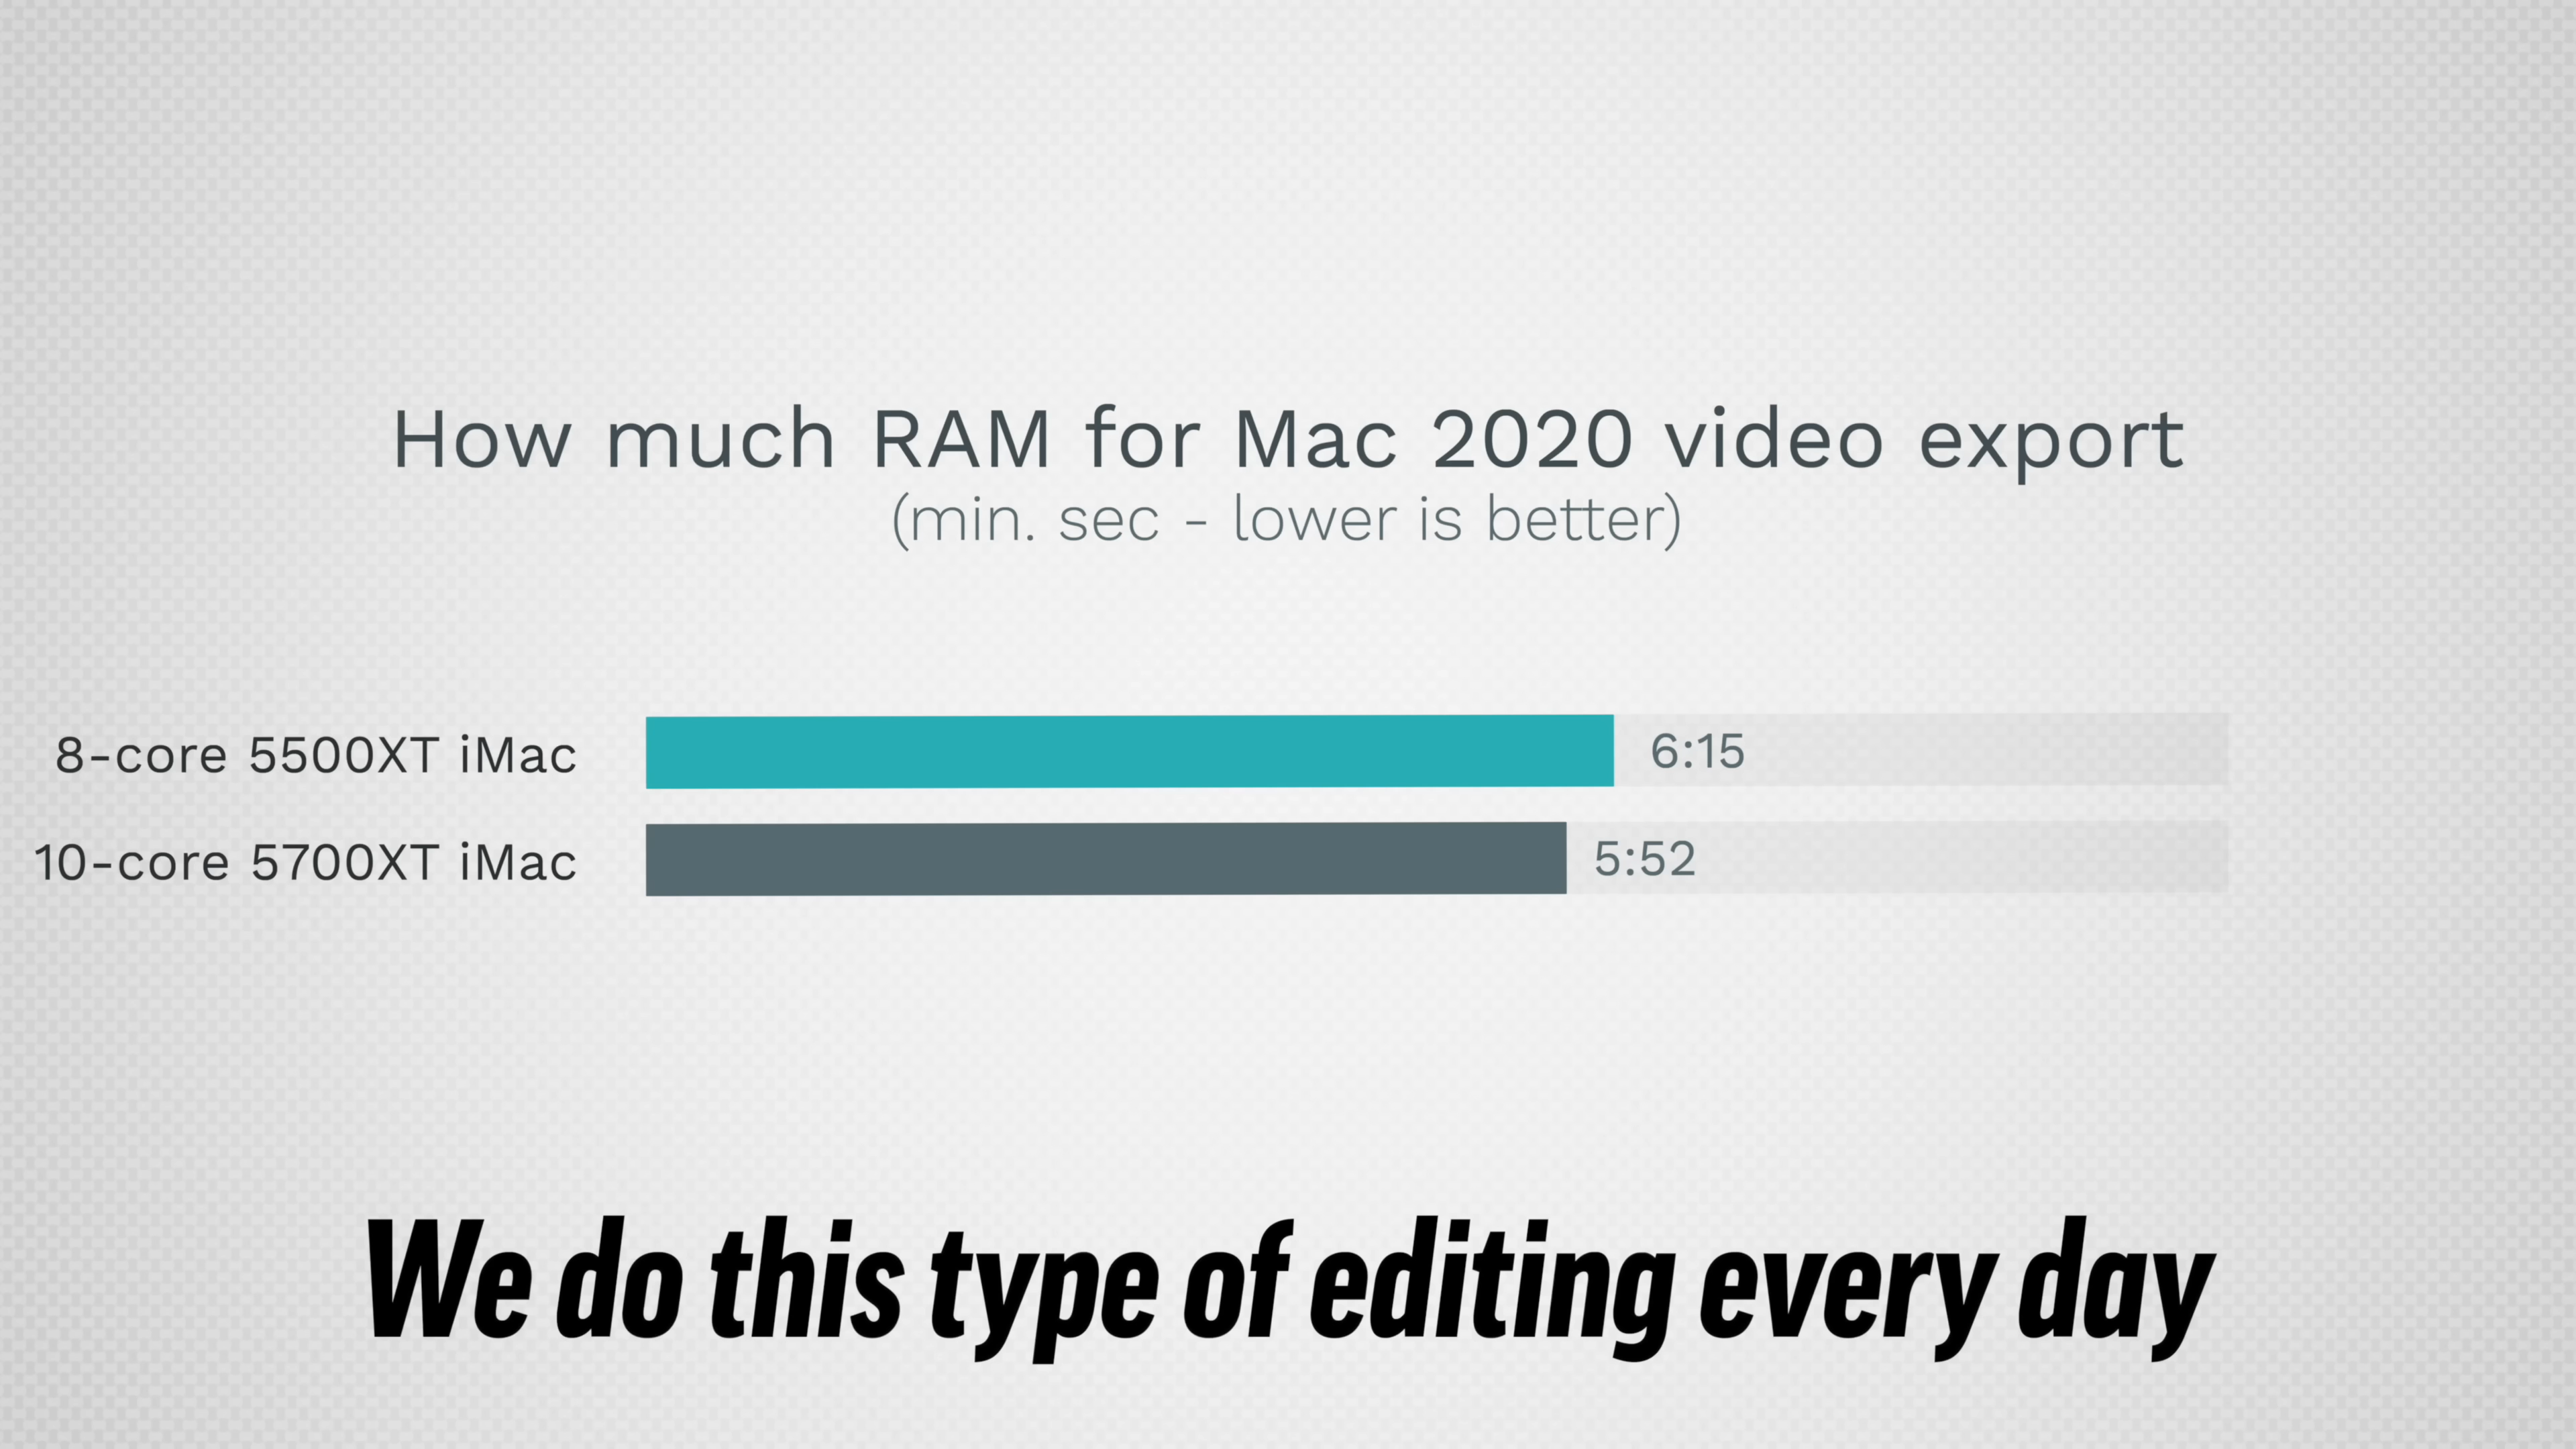 How much RAM for Mac 2020 video export
(min. sec - lower is better)
8-core 5500XT iMac 6:15
10-core 5700XT iMac 5:52
We do this type of editing every day